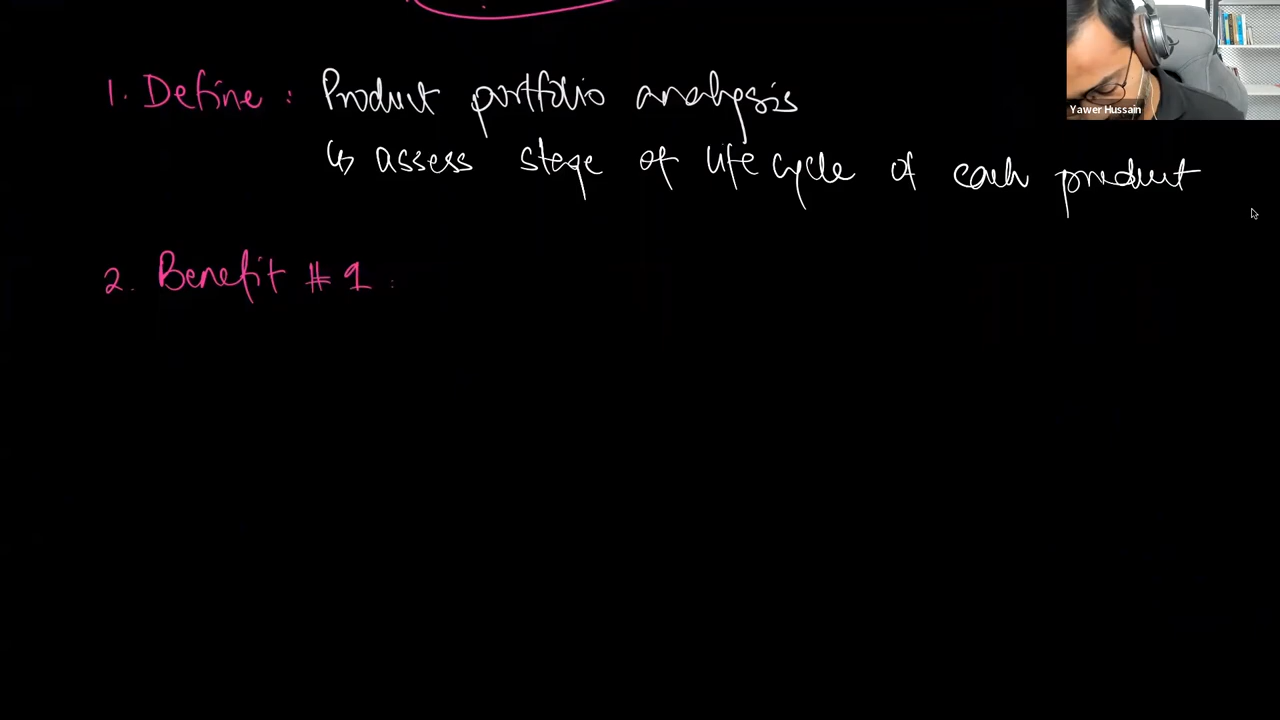 1. Define : Product portfolio analysis
↳ assess stage of life cycle of each product
2. Benefit # 1 :
Yawer Hussain